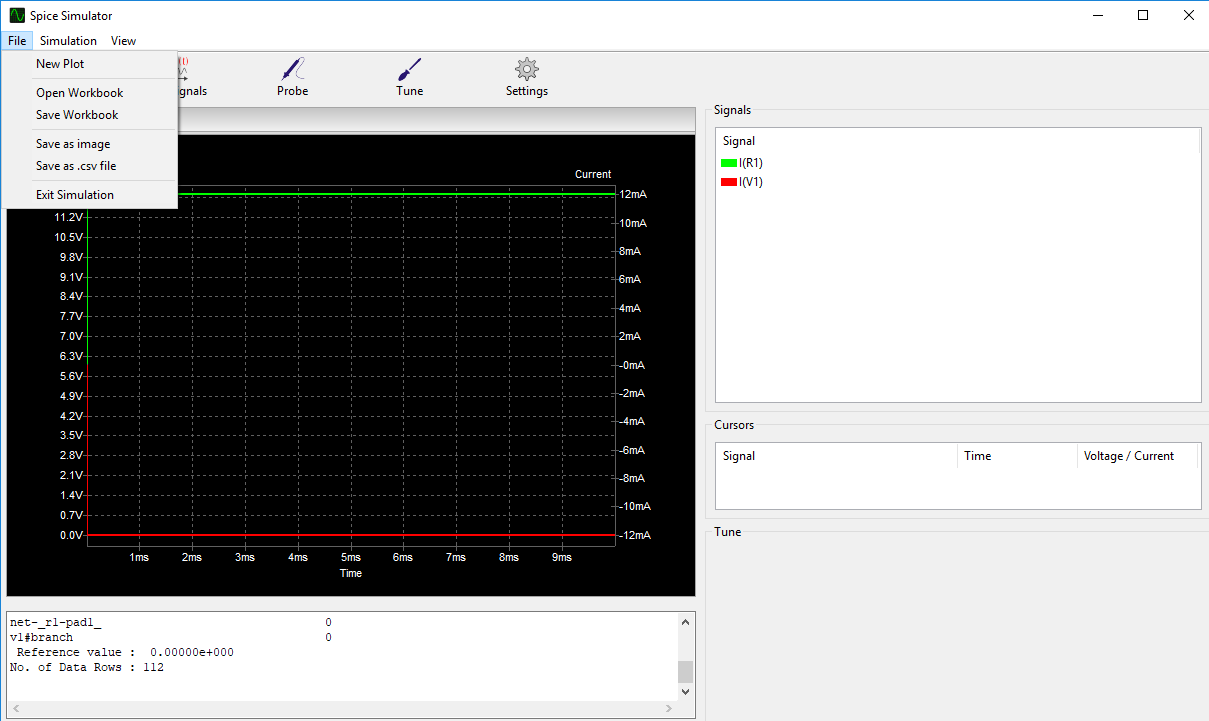 Spice Simulator
File Simulation View
New Plot
Open Workbook
Save Workbook
Save as image
Save as .csv file
Exit Simulation
gnals Probe Tune Settings
Current
12mA
10mA
8mA
6mA
4mA
2mA
-0mA
-2mA
-4mA
-6mA
-8mA
-10mA
-12mA
11.2V
10.5V
9.8V
9.1V
8.4V
7.7V
7.0V
6.3V
5.6V
4.9V
4.2V
3.5V
2.8V
2.1V
1.4V
0.7V
0.0V
1ms 2ms 3ms 4ms 5ms 6ms 7ms 8ms 9ms
Time
net-_r1-pad1_ 0
v1#branch 0
Reference value : 0.00000e+000
No. of Data Rows : 112
Signals
Signal
I(R1)
I(V1)
Cursors
Signal Time Voltage / Current
Tune